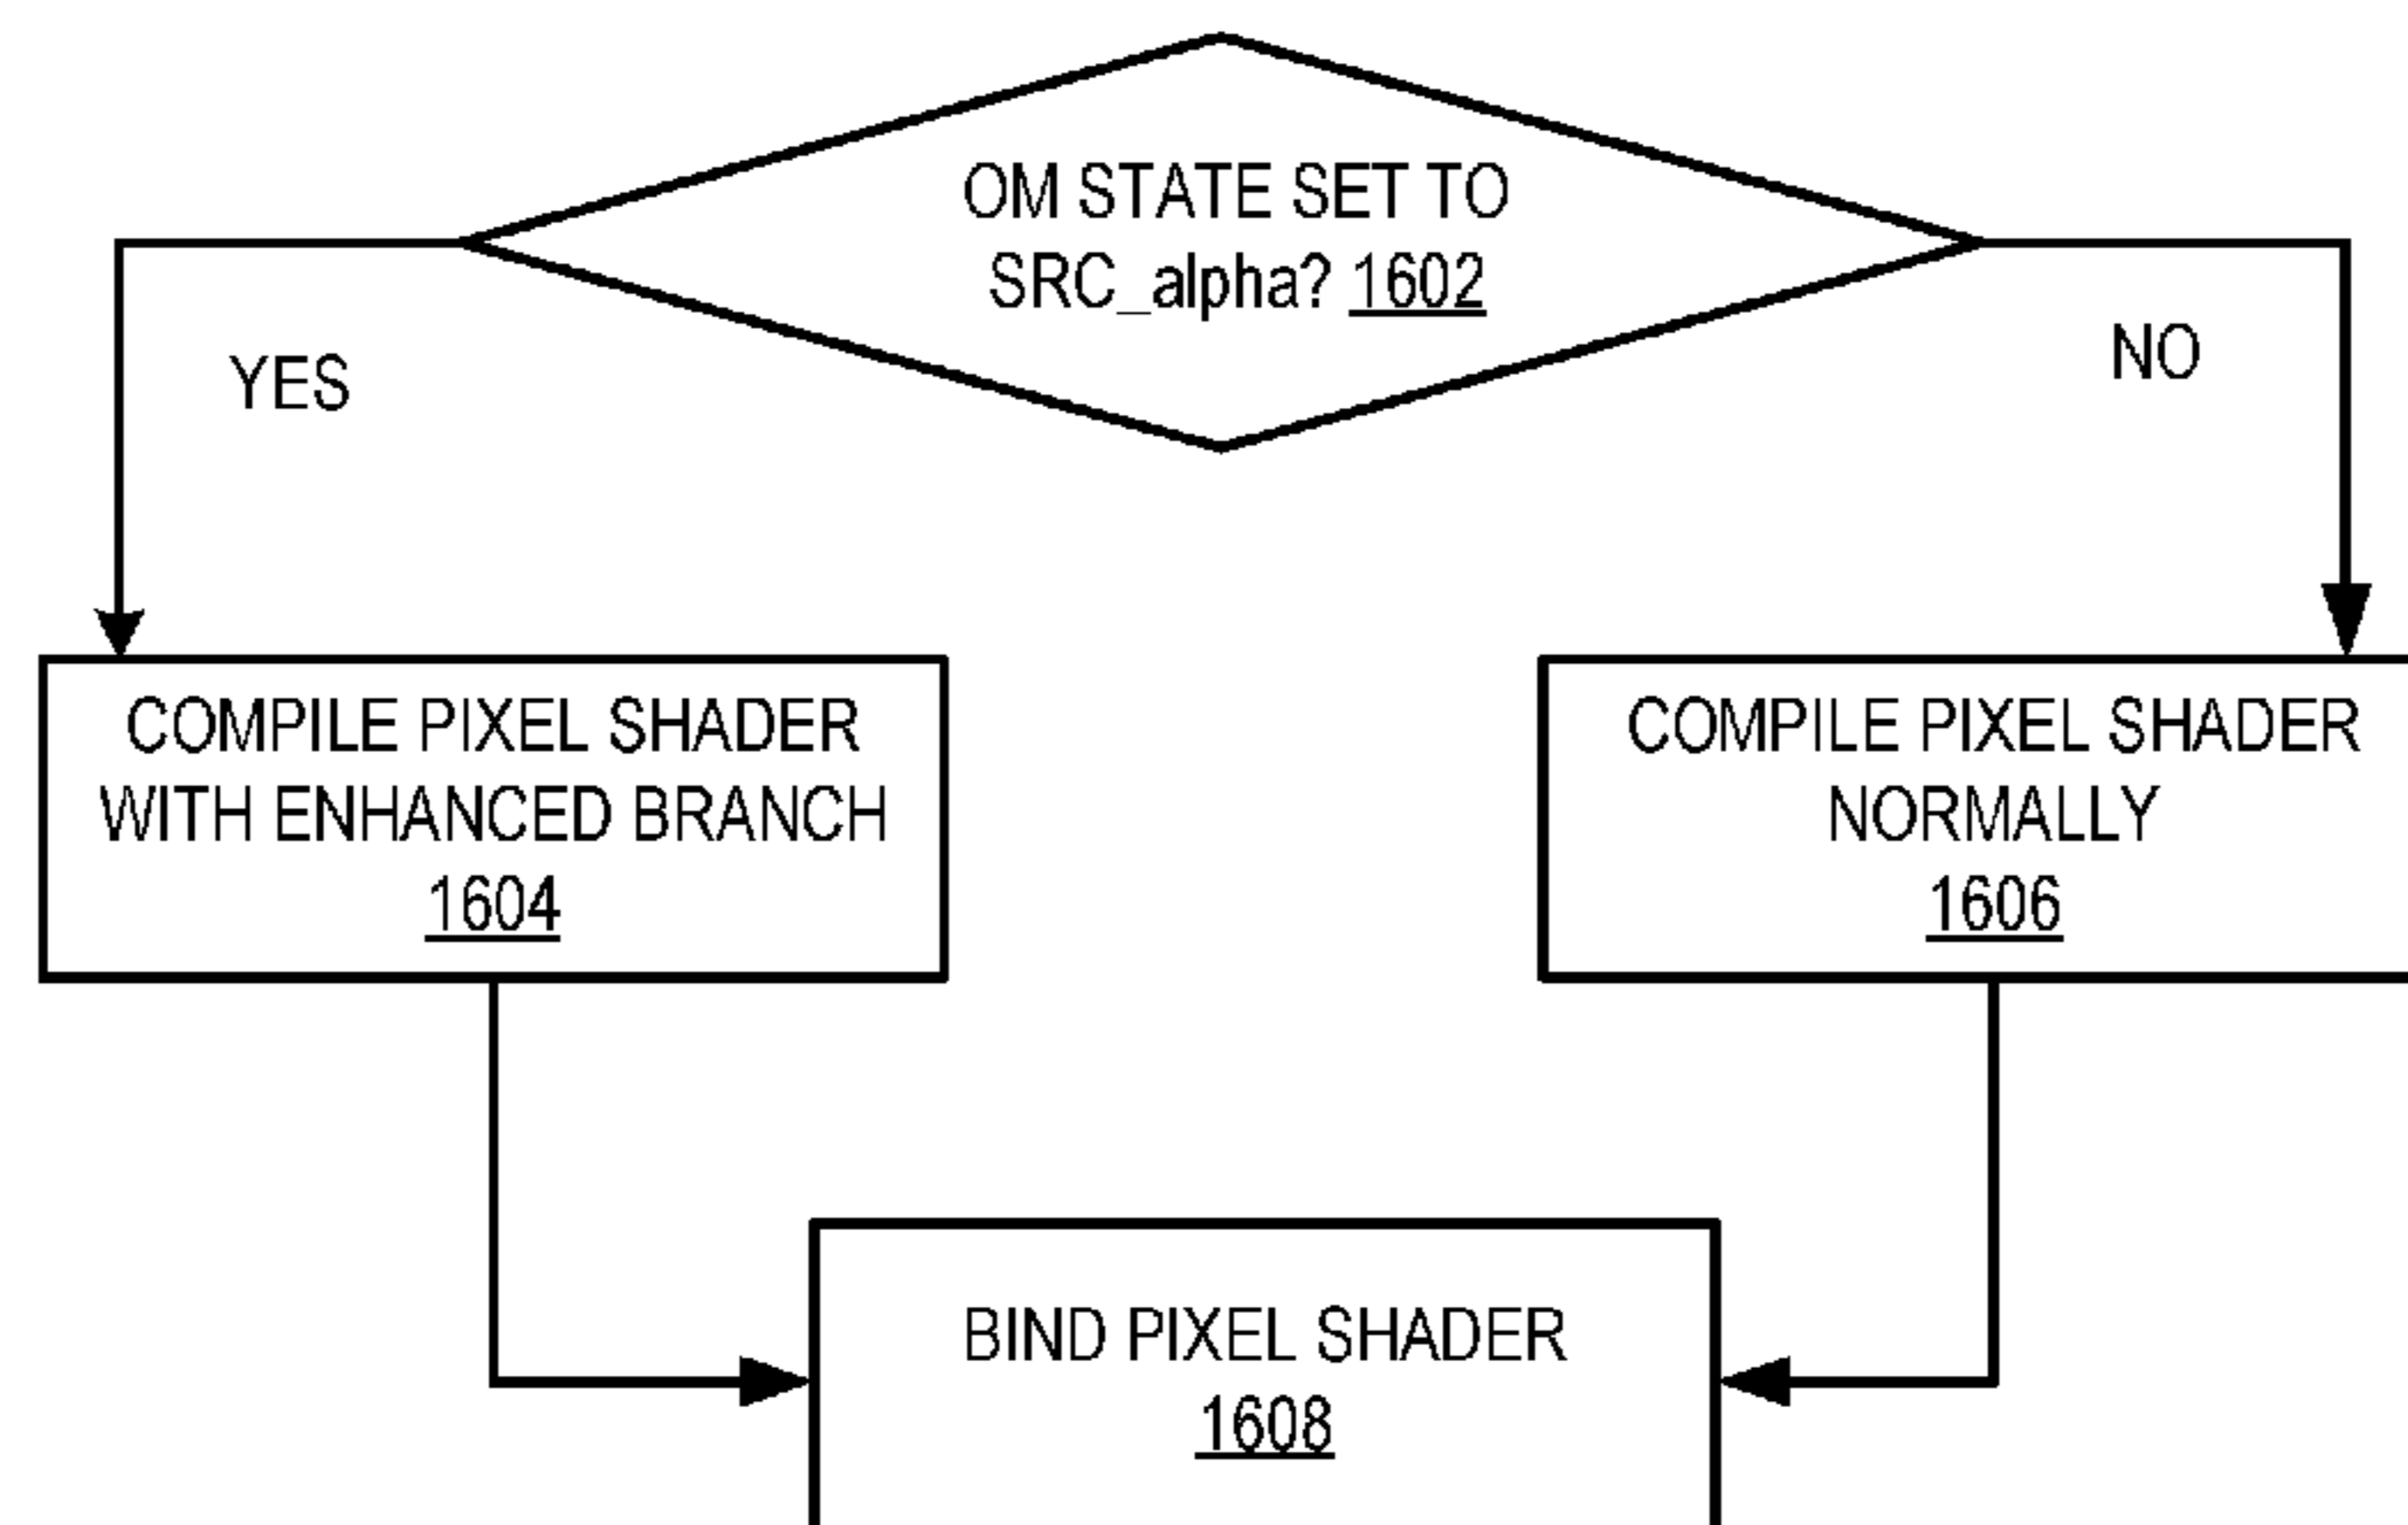 OM STATE SET TO
SRC_alpha? 1602
YES
NO
COMPILE PIXEL SHADER
WITH ENHANCED BRANCH
1604
COMPILE PIXEL SHADER
NORMALLY
1606
BIND PIXEL SHADER
1608